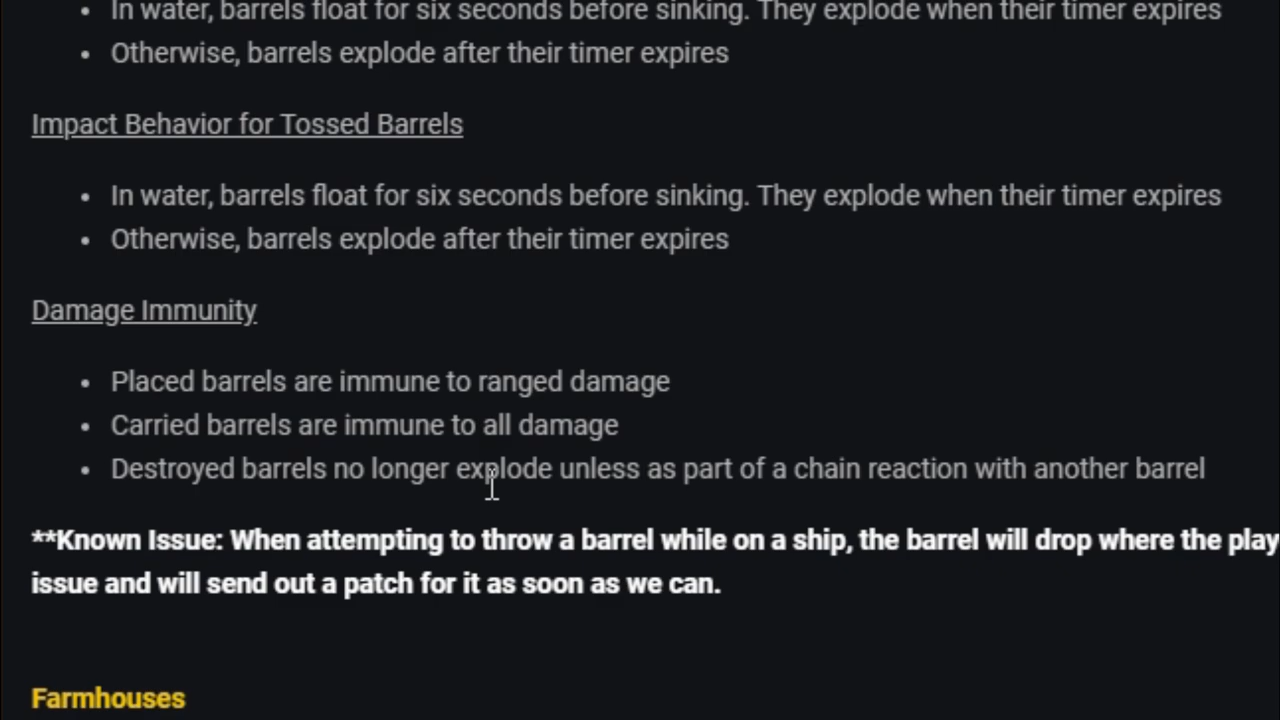 In water, barrels float for six seconds before sinking. They explode when their timer expires
Otherwise, barrels explode after their timer expires
Impact Behavior for Tossed Barrels
In water, barrels float for six seconds before sinking. They explode when their timer expires
Otherwise, barrels explode after their timer expires
Damage Immunity
Placed barrels are immune to ranged damage
Carried barrels are immune to all damage
Destroyed barrels no longer explode unless as part of a chain reaction with another barrel
**Known Issue: When attempting to throw a barrel while on a ship, the barrel will drop where the play
issue and will send out a patch for it as soon as we can.
Farmhouses